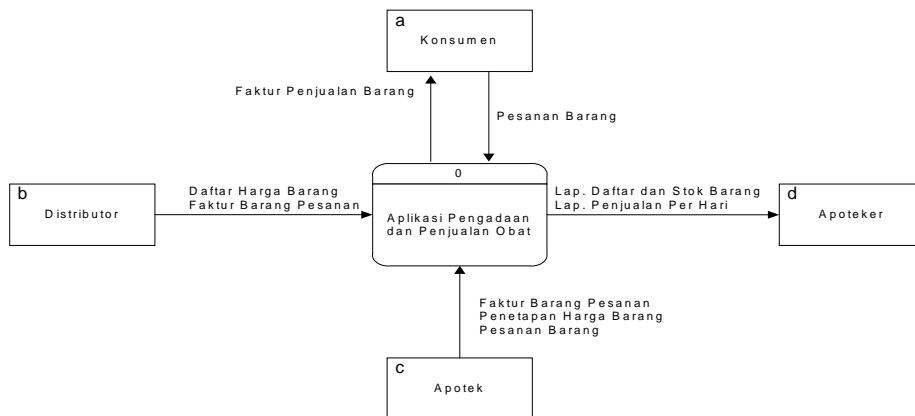 a
Konsumen
Faktur Penjualan Barang
Pesanan Barang
0
Aplikasi Pengadaan
dan Penjualan Obat
b
Distributor
Daftar Harga Barang
Faktur Barang Pesanan
Lap. Daftar dan Stok Barang
Lap. Penjualan Per Hari
d
Apoteker
Faktur Barang Pesanan
Penetapan Harga Barang
Pesanan Barang
c
Apotek